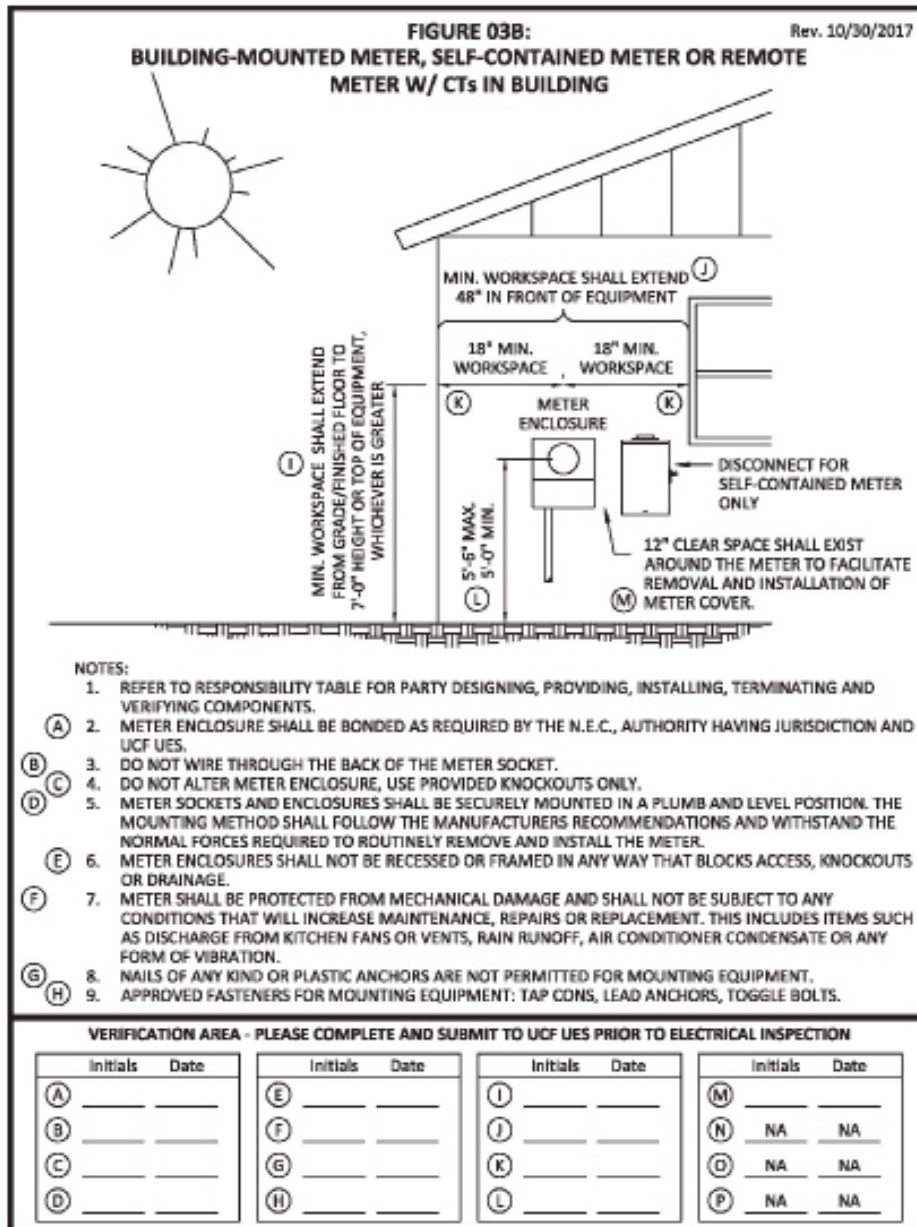 FIGURE 03B:
Rev. 10/30/2017
BUILDING-MOUNTED METER, SELF-CONTAINED METER OR REMOTE
METER W/ CTs IN BUILDING
MIN. WORKSPACE SHALL EXTEND
48" IN FRONT OF EQUIPMENT
J
18" MIN.
WORKSPACE
18" MIN.
WORKSPACE
K
K
METER
ENCLOSURE
I
MIN. WORKSPACE SHALL EXTEND
FROM GRADE/FINISHED FLOOR TO
7'-0" HEIGHT OR TOP OF EQUIPMENT,
WHICHEVER IS GREATER
L
5'-6" MAX.
5'-0" MIN.
DISCONNECT FOR
SELF-CONTAINED METER
ONLY
12" CLEAR SPACE SHALL EXIST
AROUND THE METER TO FACILITATE
REMOVAL AND INSTALLATION OF
M METER COVER.
NOTES:
1. REFER TO RESPONSIBILITY TABLE FOR PARTY DESIGNING, PROVIDING, INSTALLING, TERMINATING AND
VERIFYING COMPONENTS.
A 2. METER ENCLOSURE SHALL BE BONDED AS REQUIRED BY THE N.E.C., AUTHORITY HAVING JURISDICTION AND
UCF UES.
B 3. DO NOT WIRE THROUGH THE BACK OF THE METER SOCKET.
C 4. DO NOT ALTER METER ENCLOSURE, USE PROVIDED KNOCKOUTS ONLY.
D 5. METER SOCKETS AND ENCLOSURES SHALL BE SECURELY MOUNTED IN A PLUMB AND LEVEL POSITION. THE
MOUNTING METHOD SHALL FOLLOW THE MANUFACTURERS RECOMMENDATIONS AND WITHSTAND THE
NORMAL FORCES REQUIRED TO ROUTINELY REMOVE AND INSTALL THE METER.
E 6. METER ENCLOSURES SHALL NOT BE RECESSED OR FRAMED IN ANY WAY THAT BLOCKS ACCESS, KNOCKOUTS
OR DRAINAGE.
F 7. METER SHALL BE PROTECTED FROM MECHANICAL DAMAGE AND SHALL NOT BE SUBJECT TO ANY
CONDITIONS THAT WILL INCREASE MAINTENANCE, REPAIRS OR REPLACEMENT. THIS INCLUDES ITEMS SUCH
AS DISCHARGE FROM KITCHEN FANS OR VENTS, RAIN RUNOFF, AIR CONDITIONER CONDENSATE OR ANY
FORM OF VIBRATION.
G 8. NAILS OF ANY KIND OR PLASTIC ANCHORS ARE NOT PERMITTED FOR MOUNTING EQUIPMENT.
H 9. APPROVED FASTENERS FOR MOUNTING EQUIPMENT: TAP CONS, LEAD ANCHORS, TOGGLE BOLTS.
VERIFICATION AREA - PLEASE COMPLETE AND SUBMIT TO UCF UES PRIOR TO ELECTRICAL INSPECTION
Initials Date
A
B
C
D
Initials Date
E
F
G
H
Initials Date
I
J
K
L
Initials Date
M
N NA NA
O NA NA
P NA NA